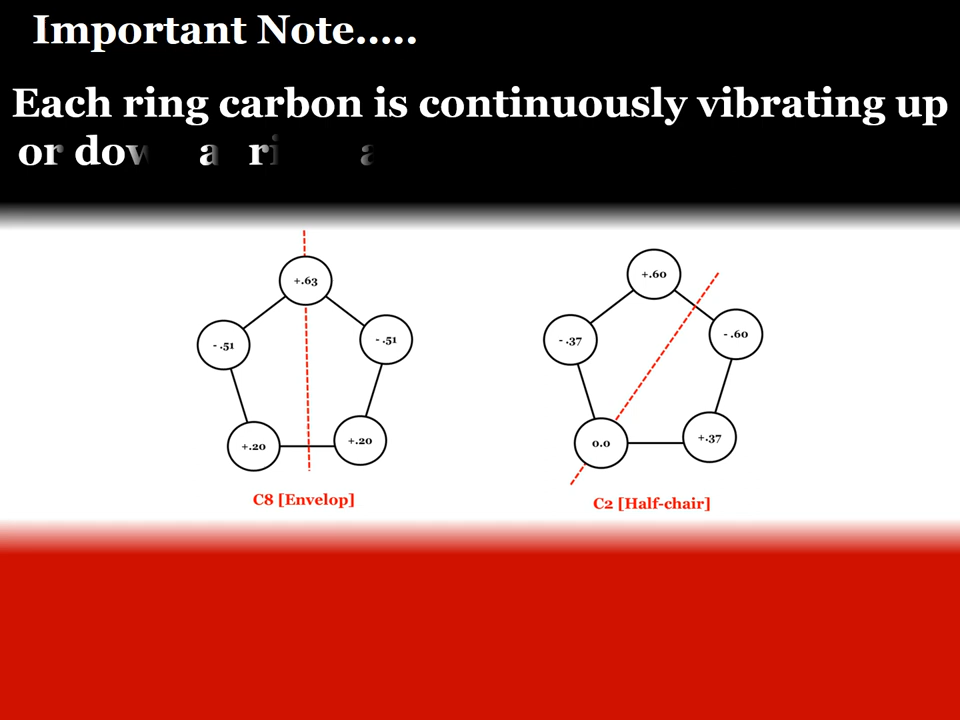 Important Note.....
Each ring carbon is continuously vibrating up
or
+.63
- .51
- .51
+.20
+.20
C8 [Envelop]
+.60
- .37
- .60
0.0
+.37
C2 [Half-chair]